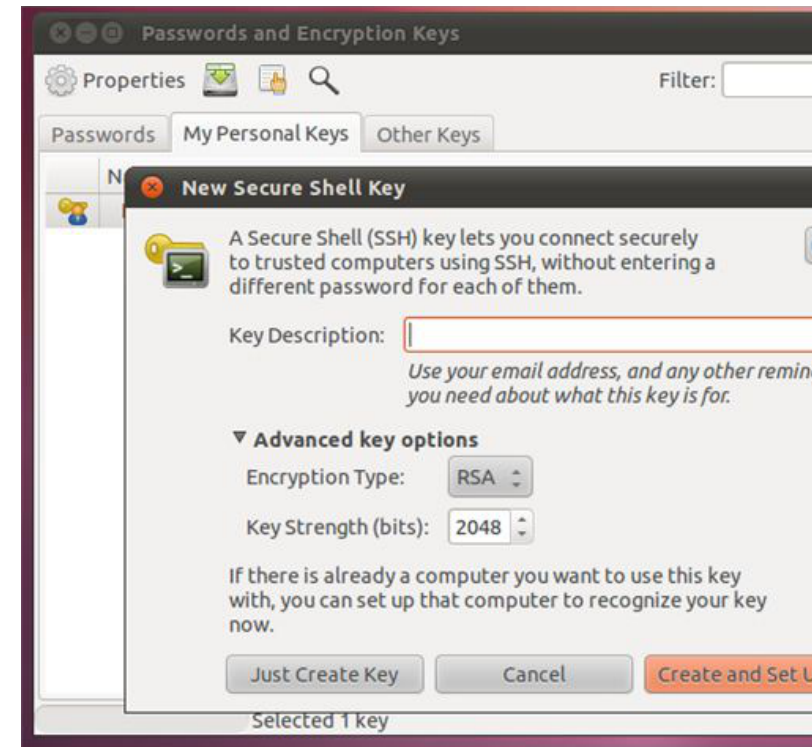 Passwords and Encryption Keys
Properties
Filter:
Passwords My Personal Keys Other Keys
N
New Secure Shell Key
A Secure Shell (SSH) key lets you connect securely
to trusted computers using SSH, without entering a
different password for each of them.
Key Description:
Use your email address, and any other remin
you need about what this key is for.
Advanced key options
Encryption Type: RSA
Key Strength (bits): 2048
If there is already a computer you want to use this key
with, you can set up that computer to recognize your key
now.
Just Create Key Cancel Create and Set U
Selected 1 key